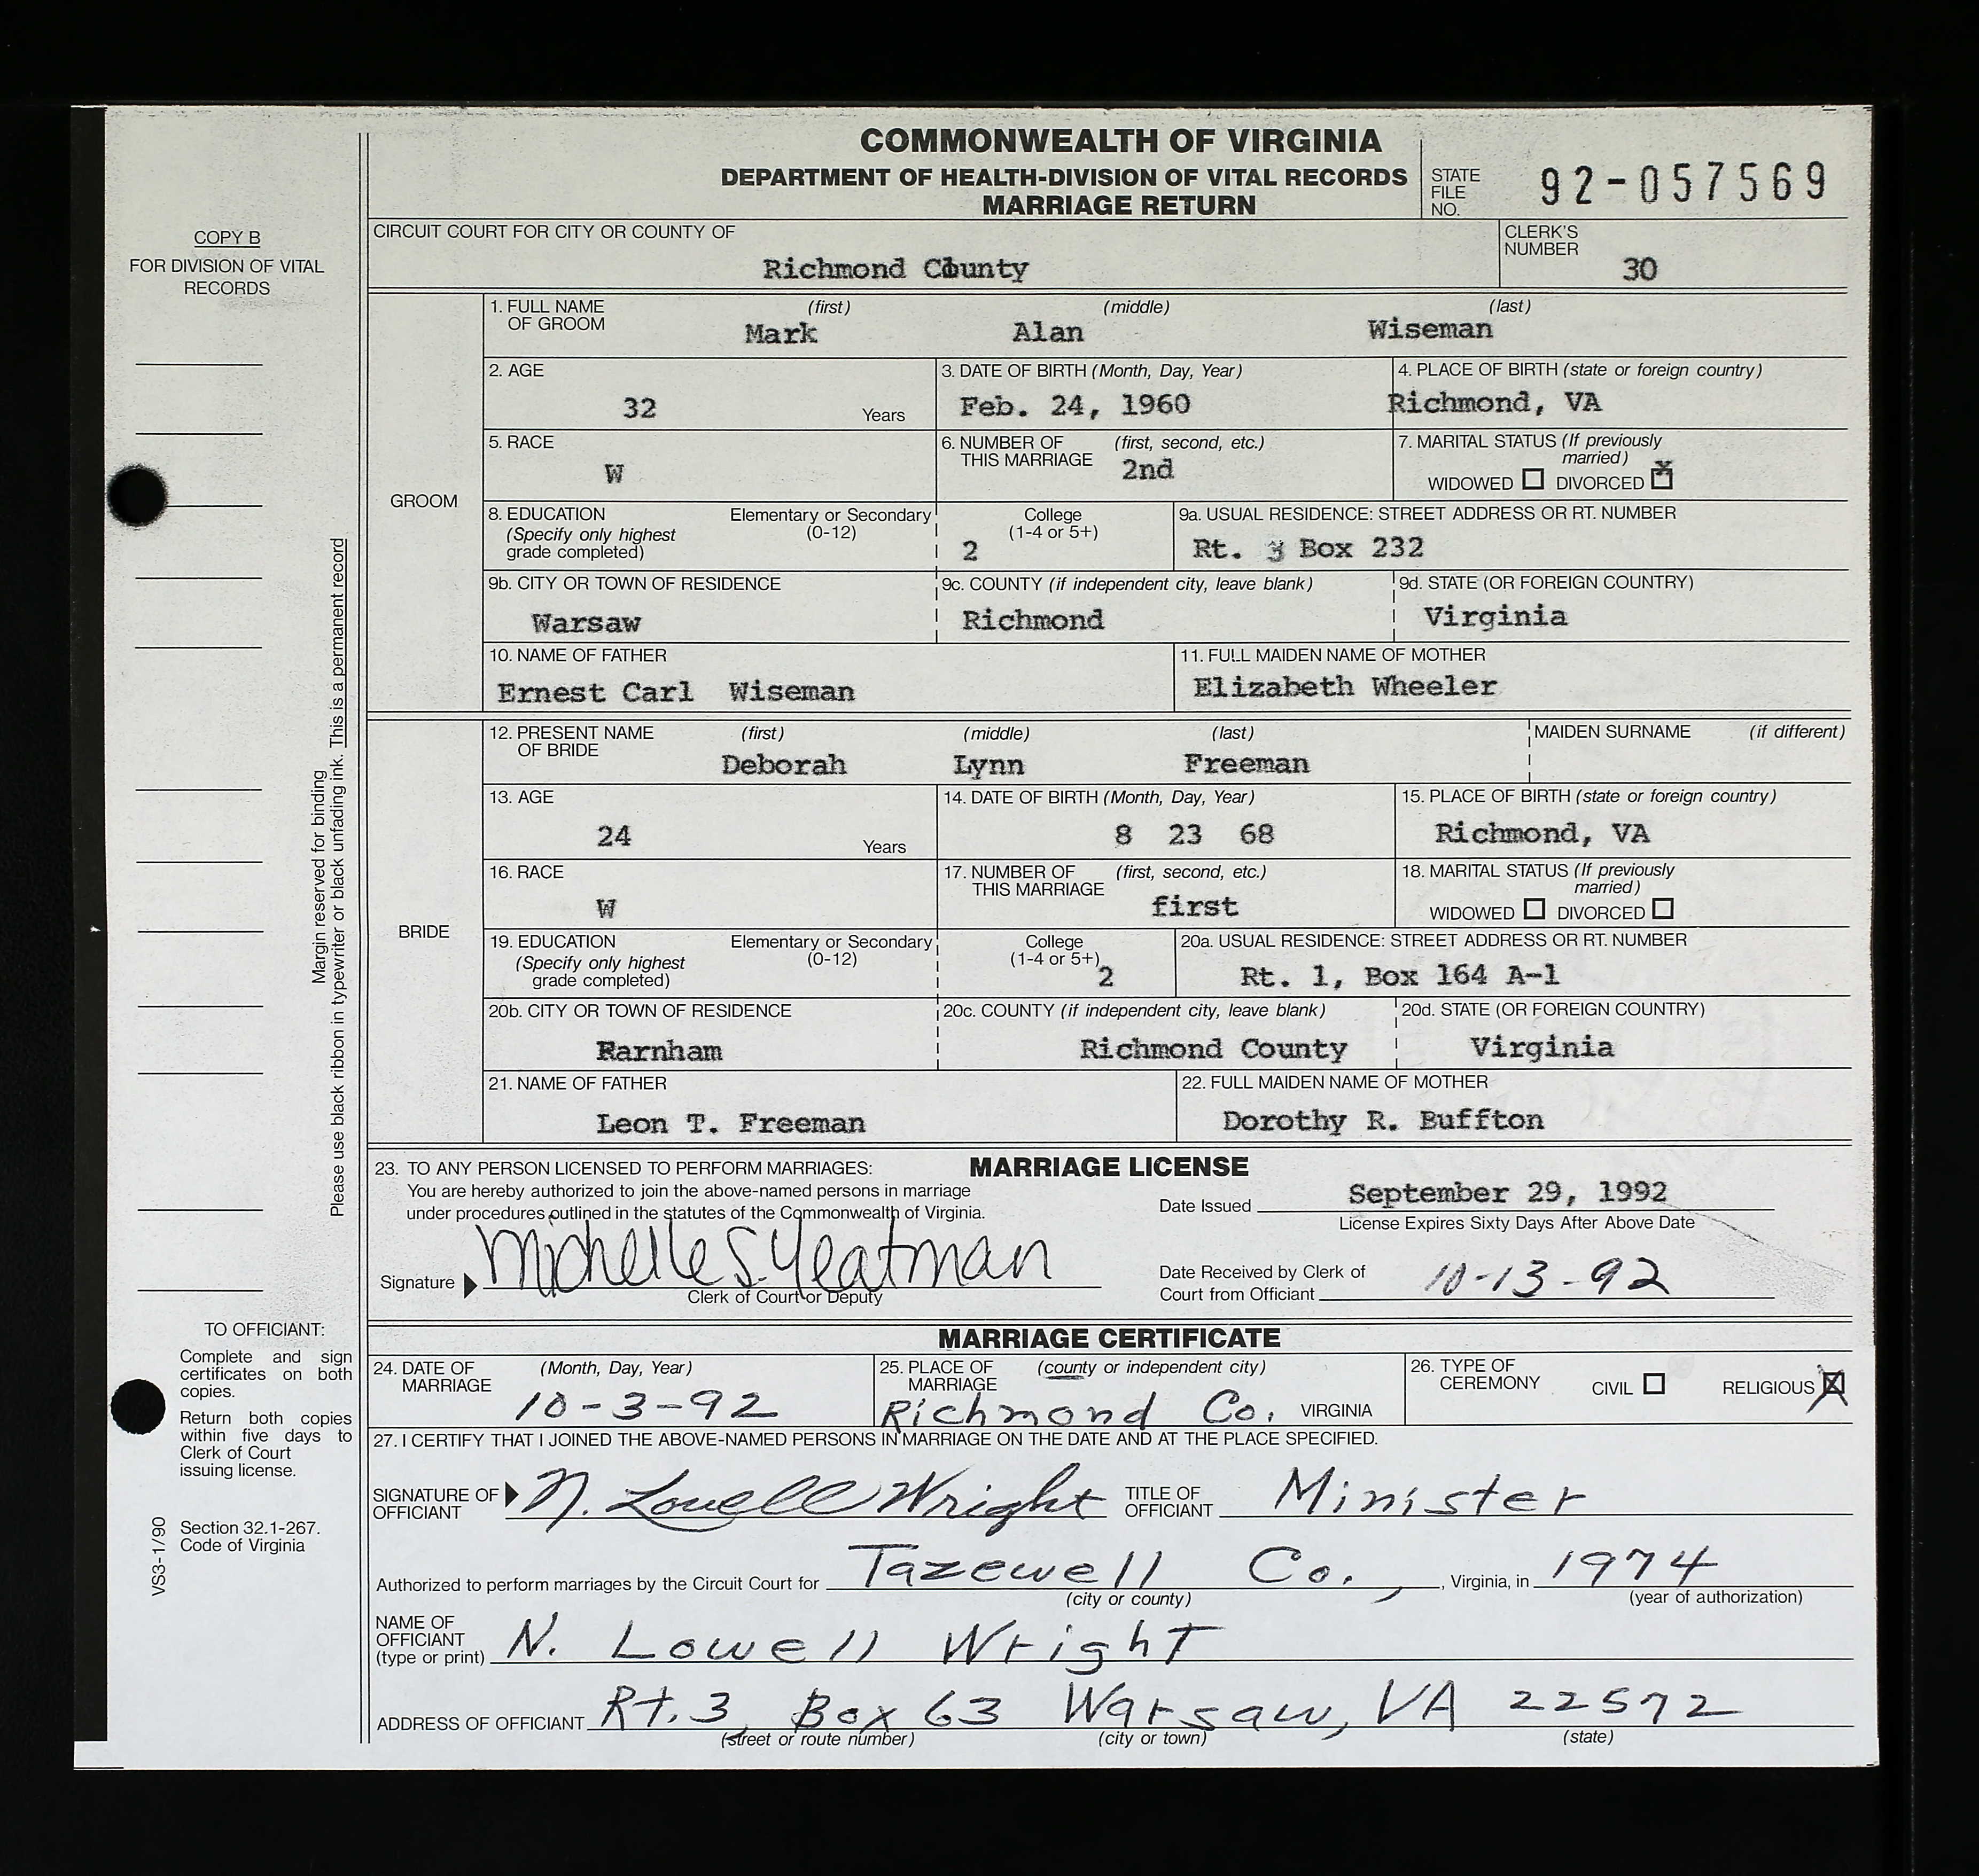 COMMONWEALTH OF VIRGINIA
DEPARTMENT OF HEALTH-DIVISION OF VITAL RECORDS
MARRIAGE RETURN
STATE FILE NO. 92-057569
COPY B
FOR DIVISION OF VITAL RECORDS
CIRCUIT COURT FOR CITY OR COUNTY OF
Richmond County
CLERK'S NUMBER 30
GROOM
1. FULL NAME OF GROOM (first) (middle) (last)
Mark Alan Wiseman
2. AGE 32 Years
3. DATE OF BIRTH (Month, Day, Year)
Feb. 24, 1960
4. PLACE OF BIRTH (state or foreign country)
Richmond, VA
5. RACE
W
6. NUMBER OF THIS MARRIAGE (first, second, etc.)
2nd
7. MARITAL STATUS (If previously married)
WIDOWED DIVORCED x
8. EDUCATION (Specify only highest grade completed)
Elementary or Secondary (0-12)
College (1-4 or 5+)
2
9a. USUAL RESIDENCE: STREET ADDRESS OR RT. NUMBER
Rt. 3 Box 232
9b. CITY OR TOWN OF RESIDENCE
Warsaw
9c. COUNTY (if independent city, leave blank)
Richmond
9d. STATE (OR FOREIGN COUNTRY)
Virginia
10. NAME OF FATHER
Ernest Carl Wiseman
11. FULL MAIDEN NAME OF MOTHER
Elizabeth Wheeler
BRIDE
12. PRESENT NAME OF BRIDE (first) (middle) (last)
Deborah Lynn Freeman
MAIDEN SURNAME (if different)
13. AGE
24 Years
14. DATE OF BIRTH (Month, Day, Year)
8 23 68
15. PLACE OF BIRTH (state or foreign country)
Richmond, VA
16. RACE
W
17. NUMBER OF THIS MARRIAGE (first, second, etc.)
first
18. MARITAL STATUS (If previously married)
WIDOWED DIVORCED
19. EDUCATION (Specify only highest grade completed)
Elementary or Secondary (0-12)
College (1-4 or 5+)
2
20a. USUAL RESIDENCE: STREET ADDRESS OR RT. NUMBER
Rt. 1, Box 164 A-1
20b. CITY OR TOWN OF RESIDENCE
Farnham
20c. COUNTY (if independent city, leave blank)
Richmond County
20d. STATE (OR FOREIGN COUNTRY)
Virginia
21. NAME OF FATHER
Leon T. Freeman
22. FULL MAIDEN NAME OF MOTHER
Dorothy R. Buffton
Margin reserved for binding
Please use black ribbon in typewriter or black unfading ink. This is a permanent record
MARRIAGE LICENSE
23. TO ANY PERSON LICENSED TO PERFORM MARRIAGES:
You are hereby authorized to join the above-named persons in marriage
under procedures outlined in the statutes of the Commonwealth of Virginia.
Date Issued September 29, 1992
License Expires Sixty Days After Above Date
Signature Michelle S. Yeatman
Clerk of Court or Deputy
Date Received by Clerk of Court from Officiant 10-13-92
MARRIAGE CERTIFICATE
24. DATE OF MARRIAGE (Month, Day, Year)
10-3-92
25. PLACE OF MARRIAGE (county or independent city)
Richmond Co. VIRGINIA
26. TYPE OF CEREMONY CIVIL RELIGIOUS X
27. I CERTIFY THAT I JOINED THE ABOVE-NAMED PERSONS IN MARRIAGE ON THE DATE AND AT THE PLACE SPECIFIED.
SIGNATURE OF OFFICIANT N. Lowell Wright
TITLE OF OFFICIANT Minister
Authorized to perform marriages by the Circuit Court for Tazewell Co., Virginia, in 1974
(city or county) (year of authorization)
NAME OF OFFICIANT (type or print) N. Lowell Wright
ADDRESS OF OFFICIANT Rt. 3, Box 63 Warsaw, VA 22572
(street or route number) (city or town) (state)
TO OFFICIANT:
Complete and sign
certificates on both
copies.
Return both copies
within five days to
Clerk of Court
issuing license.
Section 32.1-267.
Code of Virginia
VS3-1/90